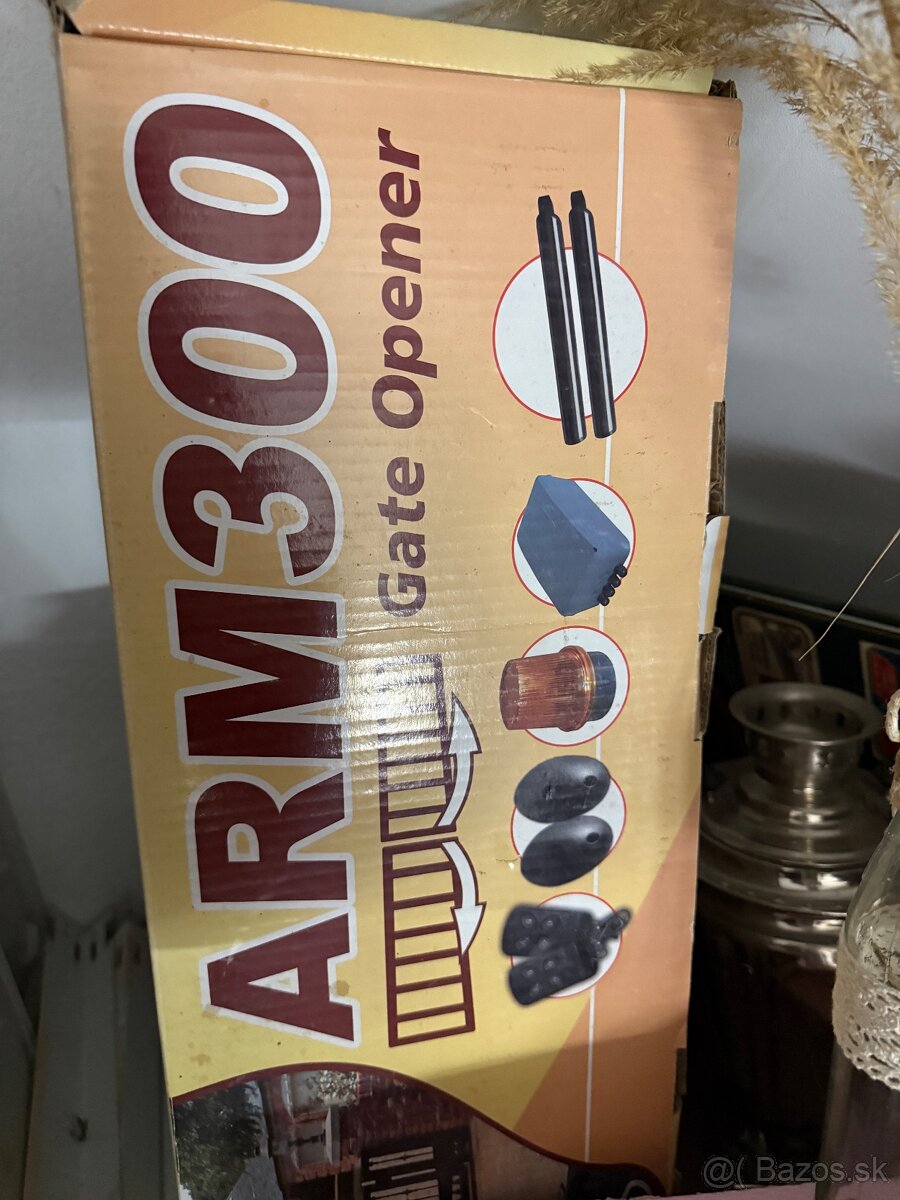 ARM300
Gate Opener
@( Bazos.sk